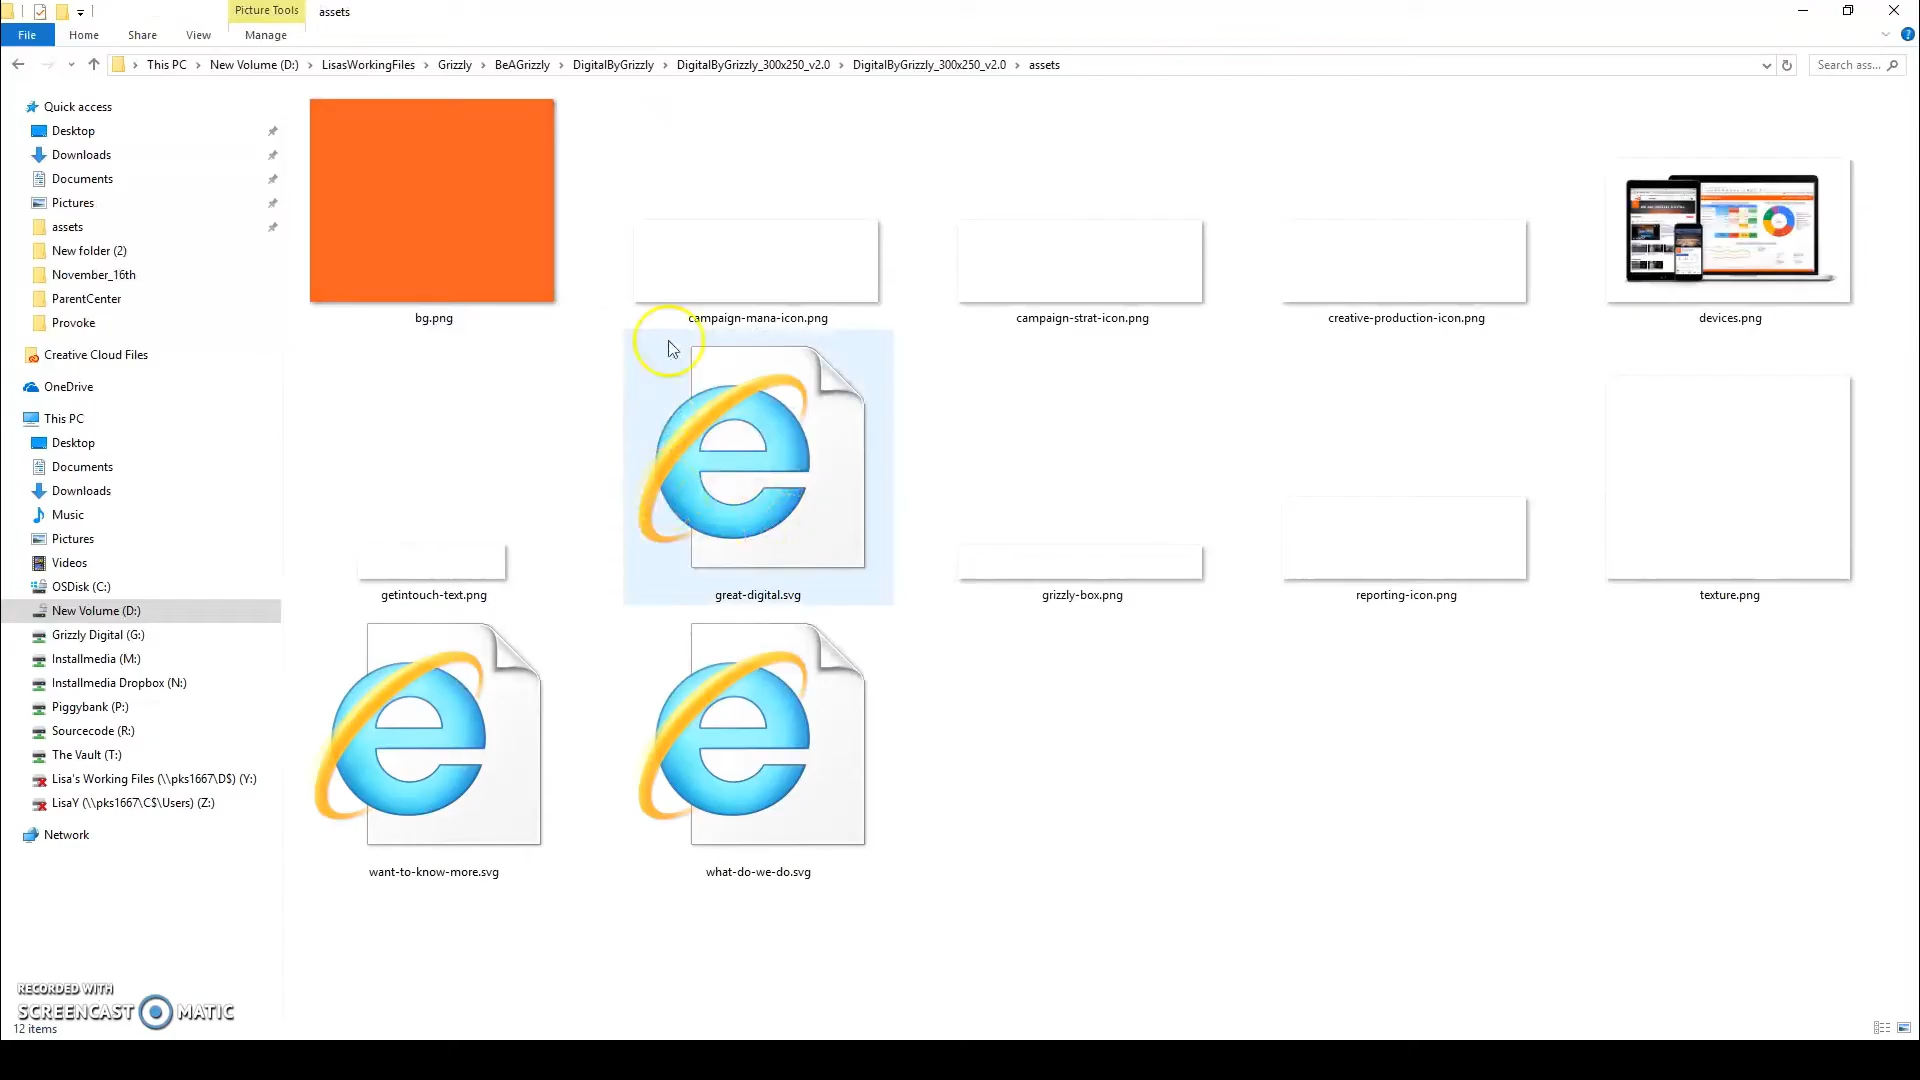 Picture Tools
assets
File
Home
Share
View
Manage
This PC
New Volume (D:)
LisasWorkingFiles
Grizzly
BeAGrizzly
DigitalByGrizzly
DigitalByGrizzly_300x250_v2.0
DigitalByGrizzly_300x250_v2.0
assets
Search ass...
Quick access
Desktop
Downloads
Documents
Pictures
assets
New folder (2)
November_16th
ParentCenter
Provoke
Creative Cloud Files
OneDrive
This PC
Desktop
Documents
Downloads
Music
Pictures
Videos
OSDisk (C:)
New Volume (D:)
Grizzly Digital (G:)
Installmedia (M:)
Installmedia Dropbox (N:)
Piggybank (P:)
Sourcecode (R:)
The Vault (T:)
Lisa's Working Files (\\pks1667\D$) (Y:)
LisaY (\\pks1667\C$\Users) (Z:)
Network
bg.png
campaign-mana-icon.png
campaign-strat-icon.png
creative-production-icon.png
devices.png
getintouch-text.png
great-digital.svg
grizzly-box.png
reporting-icon.png
texture.png
want-to-know-more.svg
what-do-we-do.svg
RECORDED WITH
SCREENCAST MATIC
12 items